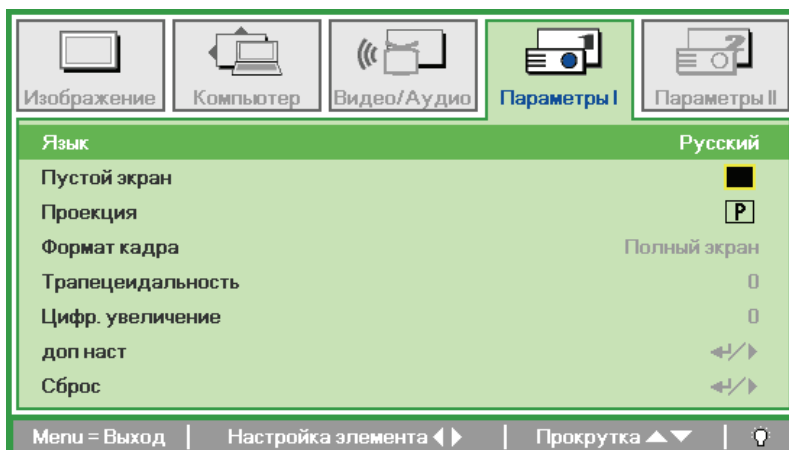 Изображение Компьютер Видео/Аудио Параметры I Параметры II
Язык Русский
Пустой экран
Проекция P
Формат кадра Полный экран
Трапецеидальность 0
Цифр. увеличение 0
доп наст
Сброс
Menu = Выход | Настройка элемента | Прокрутка |